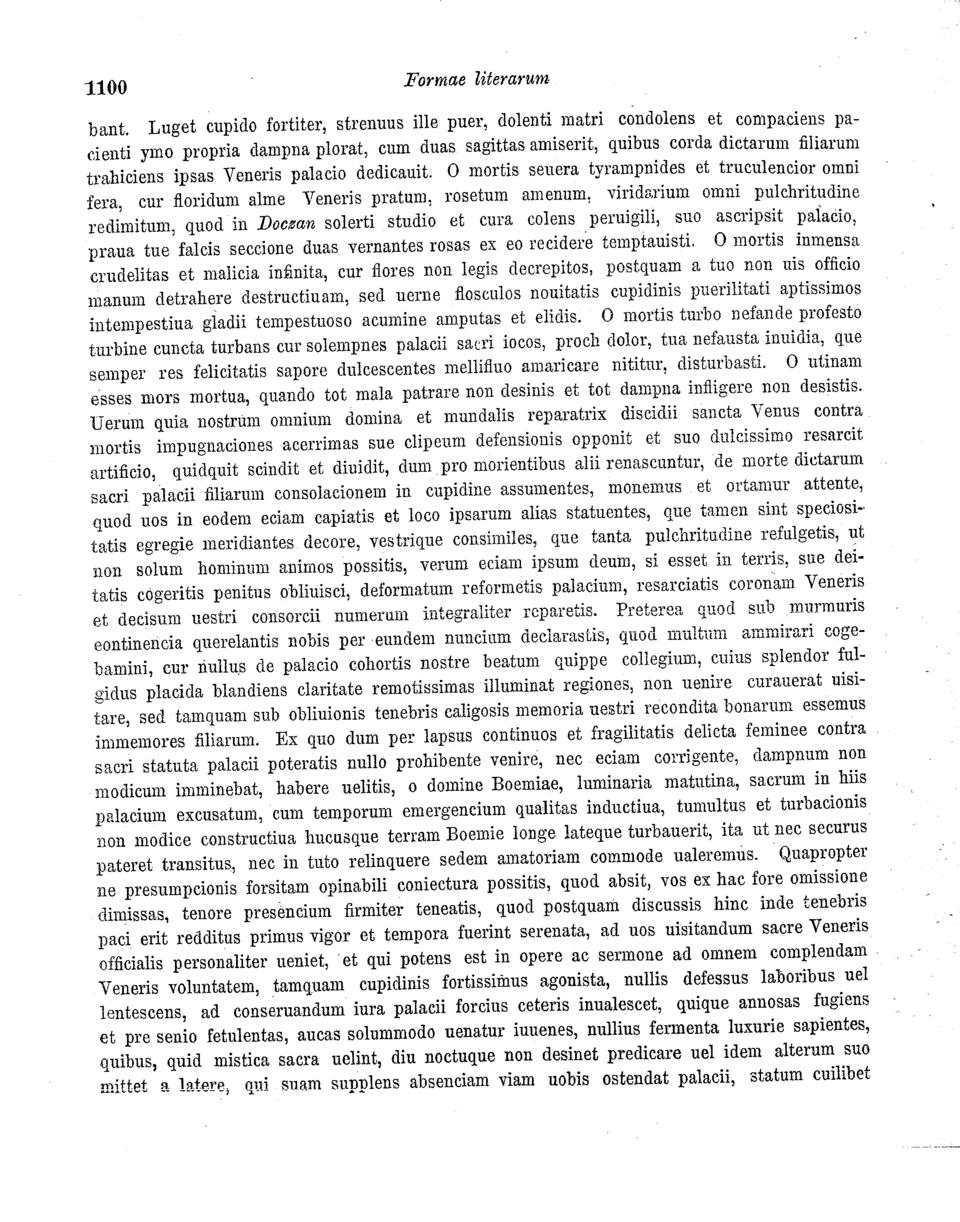 1100
Formae literarum
bant. Luget cupido fortiter, strenuus ille puer, dolenti matri condolens et compaciens pa-
cienti ymo propria dampna plorat, cum duas sagittas amiserit, quibus corda dictarum filiarum
trahiciens ipsas Veneris palacio dedicauit. O mortis seuera tyrampnides et truculencior omni
fera, cur floridum alme Veneris pratum, rosetum amenum, viridarium omni pulchritudine
redimitum, quod in Doczan solerti studio et cura colens peruigili, suo ascripsit palacio,
praua tue falcis seccione duas vernantes rosas ex eo recidere temptauisti. O mortis inmensa
crudelitas et malicia infinita, cur flores non legis decrepitos, postquam a tuo non uis officio
manum detrahere destructiuam, sed uerne flosculos nouitatis cupidinis puerilitati aptissimos
intempestiua gladii tempestuoso acumine amputas et elidis. O mortis turbo nefande profesto
turbine cuncta turbans cur solempnes palacii sacri iocos, proch dolor, tua nefausta inuidia, que
semper res felicitatis sapore dulcescentes mellifluo amaricare nititur, disturbasti. O utinam
esses mors mortua, quando tot mala patrare non desinis et tot dampna infligere non desistis.
Uerum quia nostrum omnium domina et mundalis reparatrix discidii sancta Venus contra
mortis impugnaciones acerrimas sue clipeum defensionis opponit et suo dulcissimo resarcit
artificio, quidquit scindit et diuidit, dum pro morientibus alii renascuntur, de morte dictarum
sacri palacii filiarum consolacionem in cupidine assumentes, monemus et ortamur attente,
quod uos in eodem eciam capiatis et loco ipsarum alias statuentes, que tamen sint speciosi-
tatis egregie meridiantes decore, vestrique consimiles, que tanta pulchritudine refulgetis, ut
non solum hominum animos possitis, verum eciam ipsum deum, si esset in terris, sue dei-
tatis cogeritis penitus obliuisci, deformatum reformetis palacium, resarciatis coronam Veneris
et decisum uestri consorcii numerum integraliter reparetis. Preterea quod sub murmuris
continencia querelantis nobis per eundem nuncium declarastis, quod multum ammirari coge-
bamini, cur nullus de palacio cohortis nostre beatum quippe collegium, cuius splendor ful-
gidus placida blandiens claritate remotissimas illuminat regiones, non uenire curauerat uisi-
tare, sed tamquam sub obliuionis tenebris caligosis memoria uestri recondita bonarum essemus
immemores filiarum. Ex quo dum per lapsus continuos et fragilitatis delicta feminee contra
sacri statuta palacii poteratis nullo prohibente venire, nec eciam corrigente, dampnum non
modicum imminebat, habere uelitis, o domine Boemiae, luminaria matutina, sacrum in hiis
palacium excusatum, cum temporum emergencium qualitas inductiua, tumultus et turbacionis
non modice constructiua hucusque terram Boemie longe lateque turbauerit, ita ut nec securus
pateret transitus, nec in tuto relinquere sedem amatoriam commode ualeremus. Quapropter
ne presumpcionis forsitam opinabili coniectura possitis, quod absit, vos ex hac fore omissione
dimissas, tenore presencium firmiter teneatis, quod postquam discussis hinc inde tenebris
paci erit redditus primus vigor et tempora fuerint serenata, ad uos uisitandum sacre Veneris
officialis personaliter ueniet, et qui potens est in opere ac sermone ad omnem complendam
Veneris voluntatem, tamquam cupidinis fortissimus agonista, nullis defessus laboribus uel
lentescens, ad conseruandum iura palacii forcius ceteris inualescet, quique annosas fugiens
et pre senio fetulentas, aucas solummodo uenatur iuuenes, nullius fermenta luxurie sapientes,
quibus, quid mistica sacra uelint, diu noctuque non desinet predicare uel idem alterum suo
mittet a latere, qui suam supplens absenciam viam uobis ostendat palacii, statum cuilibet